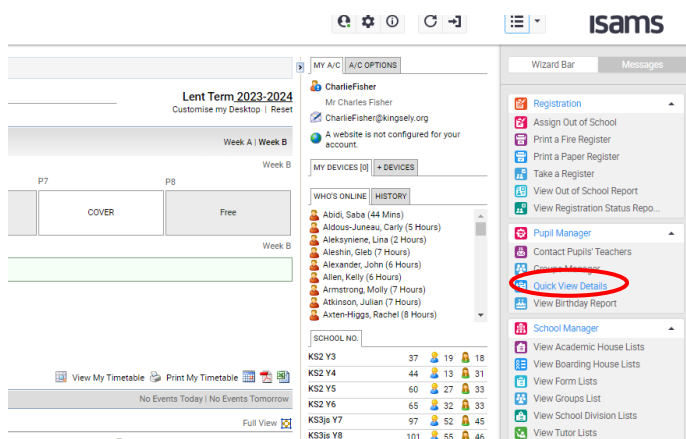 iSams
MY A/C
A/C OPTIONS
CharlieFisher
Mr Charles Fisher
CharlieFisher@kingsely.org
A website is not configured for your
account.
MY DEVICES [0]
+ DEVICES
WHO'S ONLINE
HISTORY
Abidi, Saba (44 Mins)
Aldous-Juneau, Carly (5 Hours)
Aleksyniene, Lina (2 Hours)
Aleshin, Gleb (7 Hours)
Alexander, John (6 Hours)
Allen, Kelly (6 Hours)
Armstrong, Molly (7 Hours)
Atkinson, Julian (7 Hours)
Axten-Higgs, Rachel (8 Hours)
SCHOOL NO.
KS2 Y3 37 19 18
KS2 Y4 44 13 31
KS2 Y5 60 27 33
KS2 Y6 65 32 33
KS3js Y7 97 52 45
KS3js Y8 101 55 46
Lent Term 2023-2024
Customise my Desktop | Reset
Week A | Week B
Week B
P7 P8
COVER Free
Week B
View My Timetable Print My Timetable
No Events Today | No Events Tomorrow
Full View
Wizard Bar
Messages
Registration
Assign Out of School
Print a Fire Register
Print a Paper Register
Take a Register
View Out of School Report
View Registration Status Repo...
Pupil Manager
Contact Pupils' Teachers
Groups Manager
Quick View Details
View Birthday Report
School Manager
View Academic House Lists
View Boarding House Lists
View Form Lists
View Groups List
View School Division Lists
View Tutor Lists